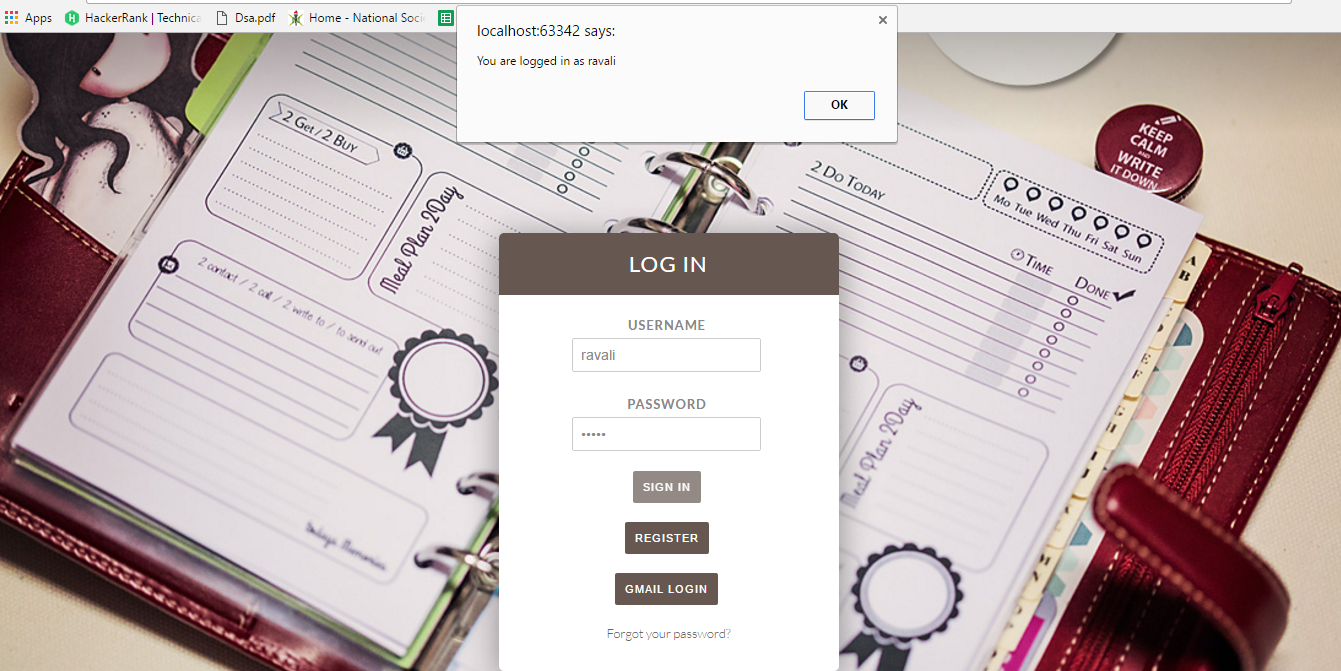 Apps HackerRank | Technica Dsa.pdf Home - National Soci
localhost:63342 says:
You are logged in as ravali
OK
2 Get / 2 Buy
Meal Plan 2Day
2 contact / 2 call / 2 write to / to send out
Todays Memories
KEEP
CALM
AND
WRITE
IT DOWN
2 Do Today
Mo Tue Wed Thu Fri Sat Sun
Time
Done
Meal Plan 2Day
A
B
E
F
LOG IN
USERNAME
ravali
PASSWORD
•••••
SIGN IN
REGISTER
GMAIL LOGIN
Forgot your password?